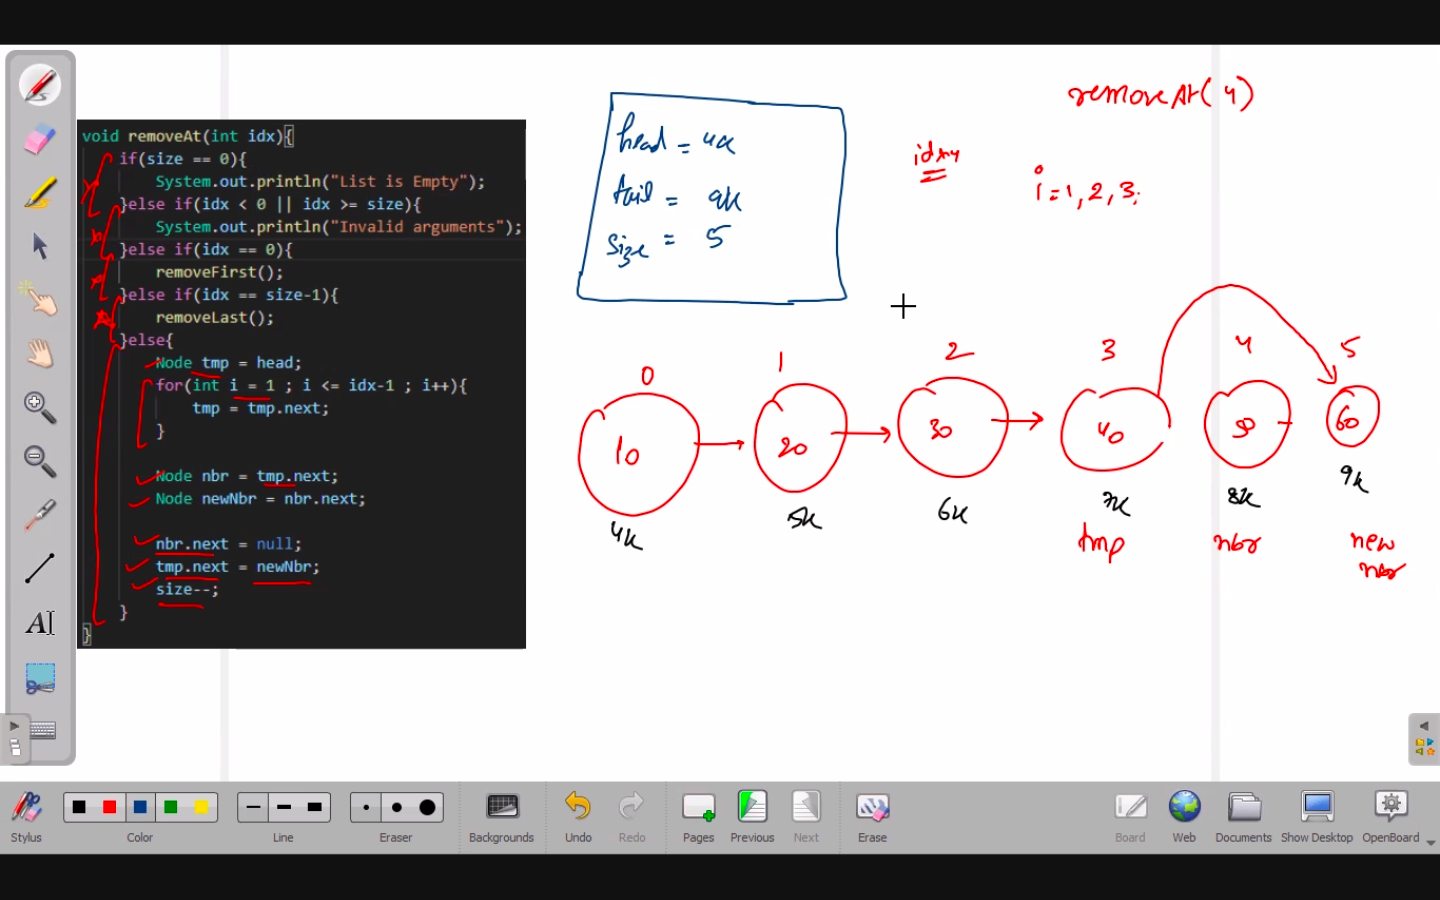 void removeAt(int idx){
if(size == 0){
System.out.println("List is Empty");
}else if(idx < 0 || idx >= size){
System.out.println("Invalid arguments");
}else if(idx == 0){
removeFirst();
}else if(idx == size-1){
removeLast();
}else{
Node tmp = head;
for(int i = 1 ; i <= idx-1 ; i++){
tmp = tmp.next;
}
Node nbr = tmp.next;
Node newNbr = nbr.next;
nbr.next = null;
tmp.next = newNbr;
size--;
}
}
head = 4k
tail = 9k
size = 5
removeAt(4)
i=1, 2, 3
0 1 2 3 4 5
10 20 30 40 50 60
4k 5k 6k 7k 8k 9k
tmp nbr new
nbr
Stylus
Color
Line
Eraser
Backgrounds
Undo
Redo
Pages
Previous
Next
Erase
Board
Web
Documents
Show Desktop
OpenBoard